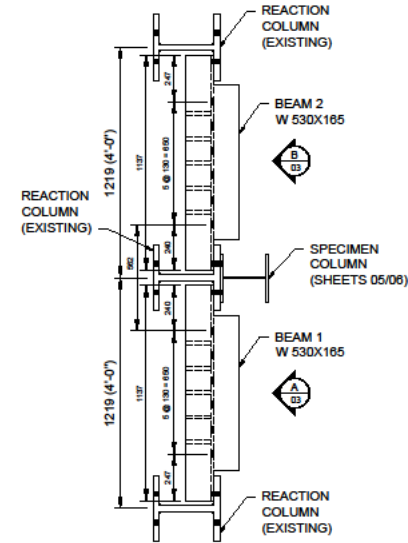 REACTION
COLUMN
(EXISTING)
247
BEAM 2
W 530X165
1219 (4'-0")
1137
5 @ 130 = 650
B
03
REACTION
COLUMN
(EXISTING)
240
562
SPECIMEN
COLUMN
(SHEETS 05/06)
240
BEAM 1
W 530X165
1219 (4'-0")
1137
5 @ 130 = 650
A
03
247
REACTION
COLUMN
(EXISTING)